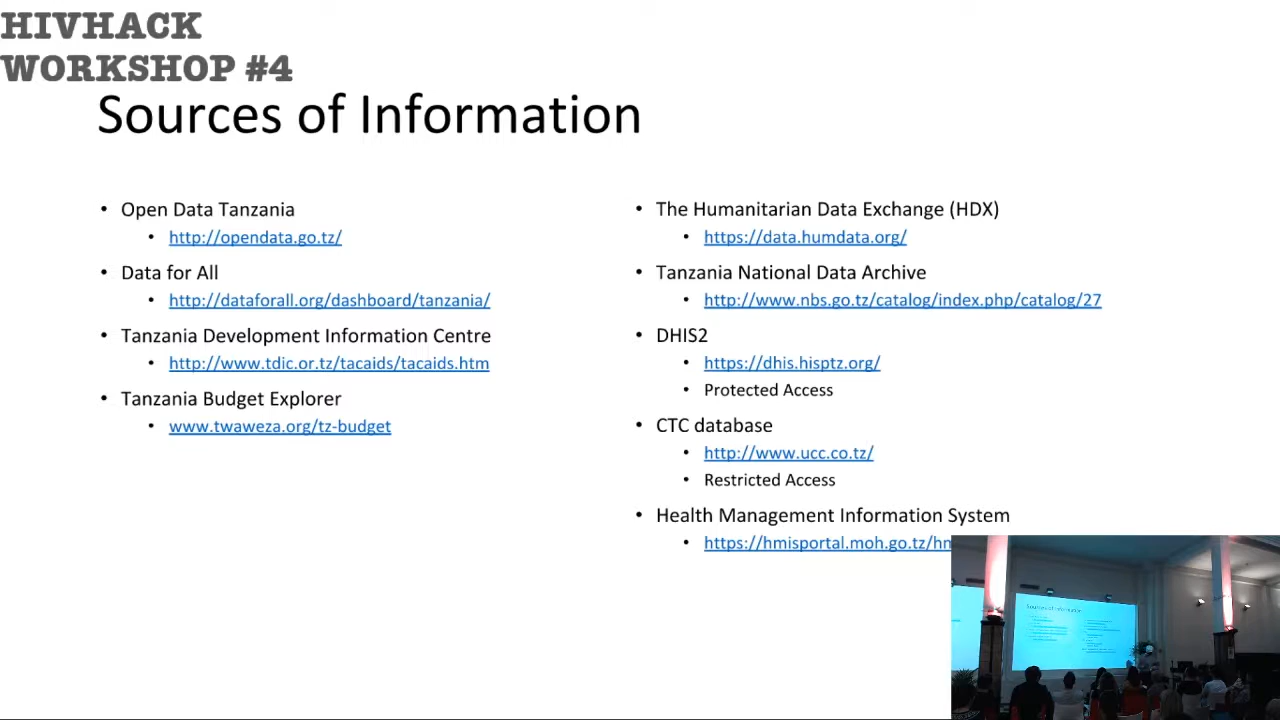 HIVHACK
WORKSHOP #4
Sources of Information
• Open Data Tanzania
• http://opendata.go.tz/
• Data for All
• http://dataforall.org/dashboard/tanzania/
• Tanzania Development Information Centre
• http://www.tdic.or.tz/tacaids/tacaids.htm
• Tanzania Budget Explorer
• www.twaweza.org/tz-budget
• The Humanitarian Data Exchange (HDX)
• https://data.humdata.org/
• Tanzania National Data Archive
• http://www.nbs.go.tz/catalog/index.php/catalog/27
• DHIS2
• https://dhis.hisptz.org/
• Protected Access
• CTC database
• http://www.ucc.co.tz/
• Restricted Access
• Health Management Information System
• https://hmisportal.moh.go.tz/hm
Sources of Information